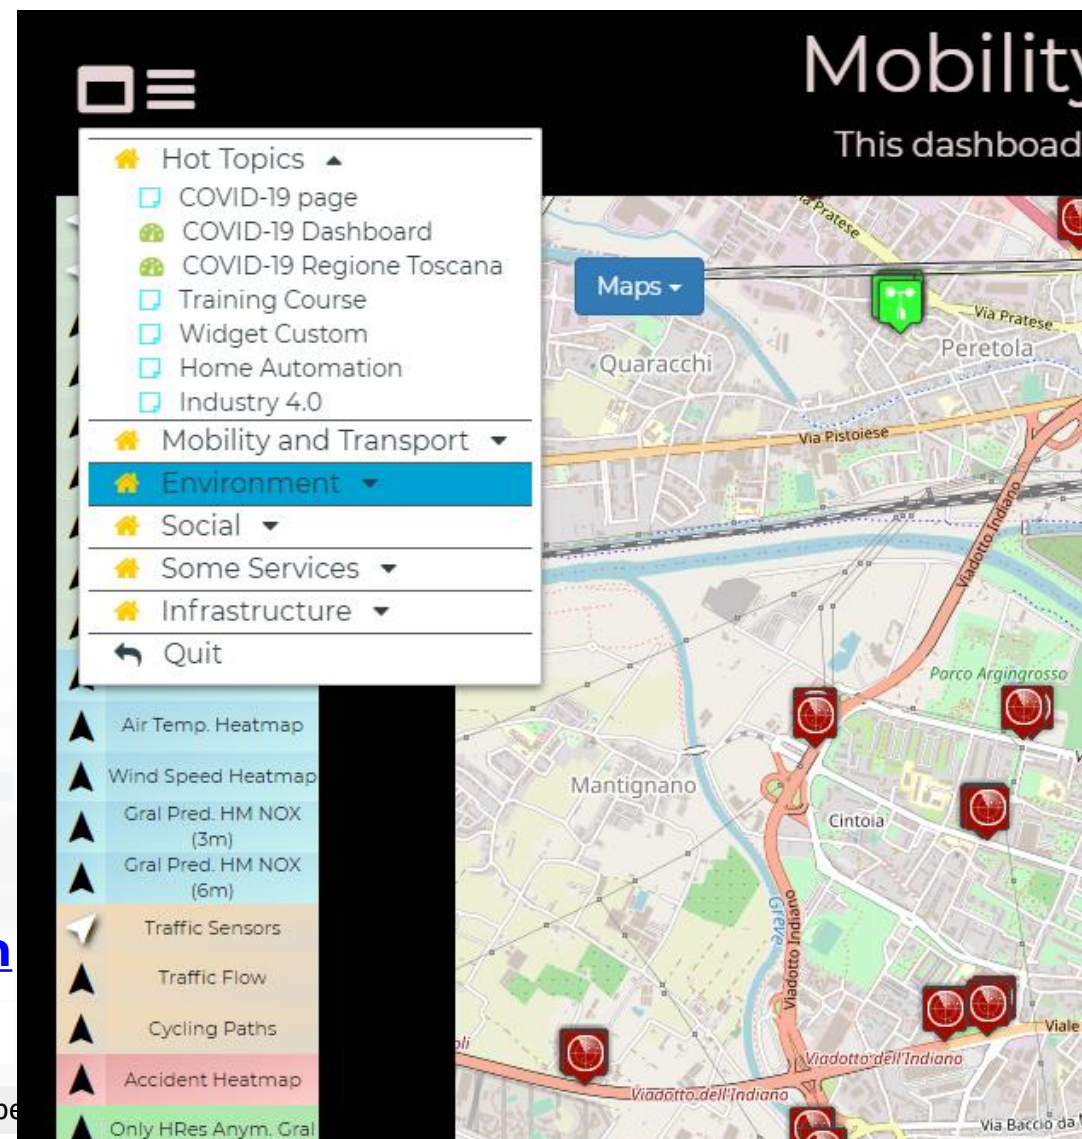 Mobility
This dashboad
Hot Topics
COVID-19 page
COVID-19 Dashboard
COVID-19 Regione Toscana
Training Course
Widget Custom
Home Automation
Industry 4.0
Mobility and Transport
Environment
Social
Some Services
Infrastructure
Quit
Air Temp. Heatmap
Wind Speed Heatmap
Gral Pred. HM NOX
(3m)
Gral Pred. HM NOX
(6m)
Traffic Sensors
Traffic Flow
Cycling Paths
Accident Heatmap
Only HRes Anym. Gral
Maps
Pratese
Via Pratese
Peretola
Quaracchi
Via Pistoiese
Viadotto Indiano
Parco Argingrosso
Mantignano
Cintoia
Greve
Viadotto Indiano
Viale
Viadotto dell'Indiano
Viadotto dell'Indiano
Via Baccio da